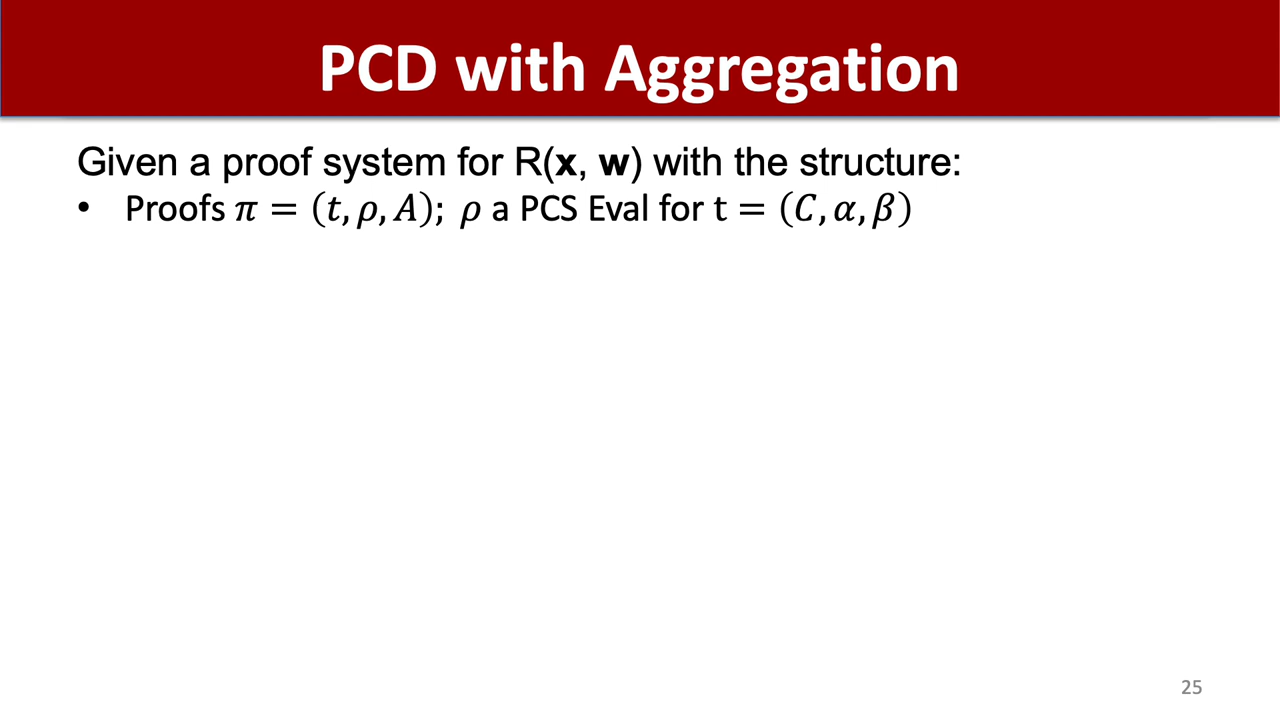 PCD with Aggregation
Given a proof system for R(x, w) with the structure:
• Proofs 𝜋 = (𝑡, 𝜌, 𝐴); 𝜌 a PCS Eval for t = (𝐶, 𝛼, 𝛽)
25